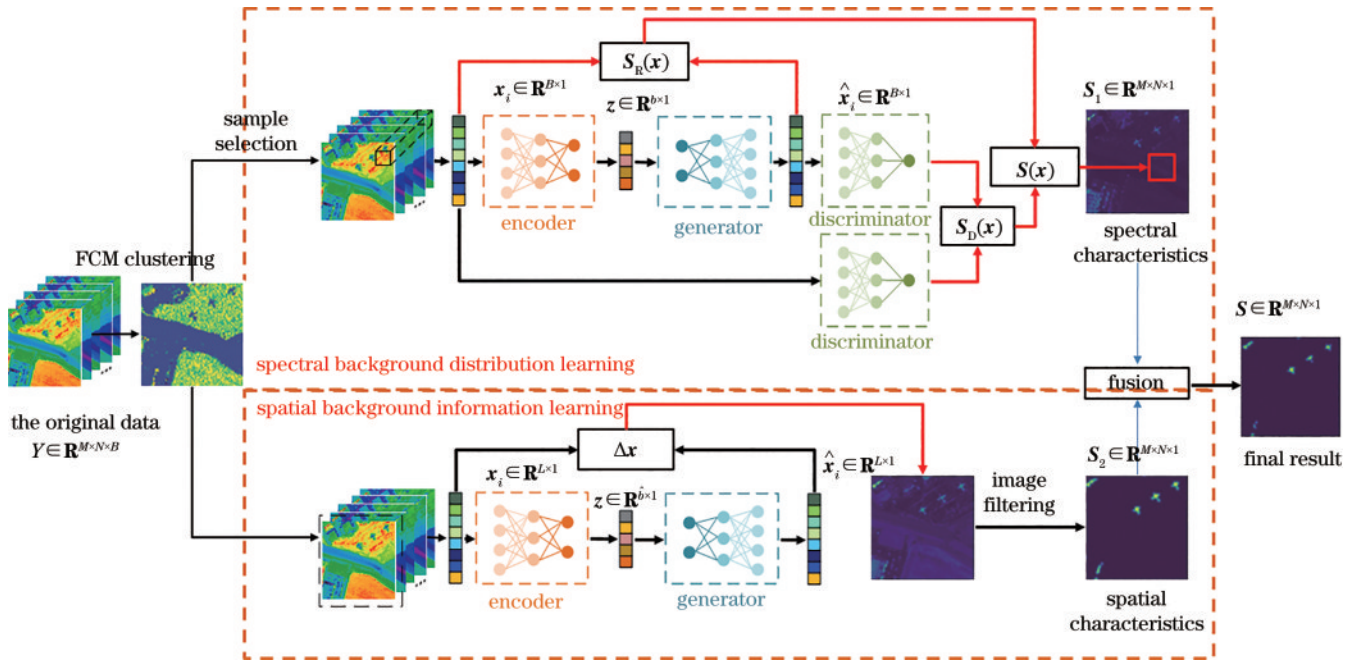 S_R(x)
x_i ∈ R^{B×1}
z ∈ R^{b×1}
x̂_i ∈ R^{B×1}
S_1 ∈ R^{M×N×1}
sample
selection
S(x)
encoder
generator
discriminator
S_D(x)
spectral
characteristics
FCM clustering
discriminator
S ∈ R^{M×N×1}
spectral background distribution learning
fusion
spatial background information learning
the original data
Y ∈ R^{M×N×B}
Δx
x_i ∈ R^{L×1}
z ∈ R^{b̂×1}
x̂_i ∈ R^{L×1}
S_2 ∈ R^{M×N×1}
final result
image
filtering
encoder
generator
spatial
characteristics